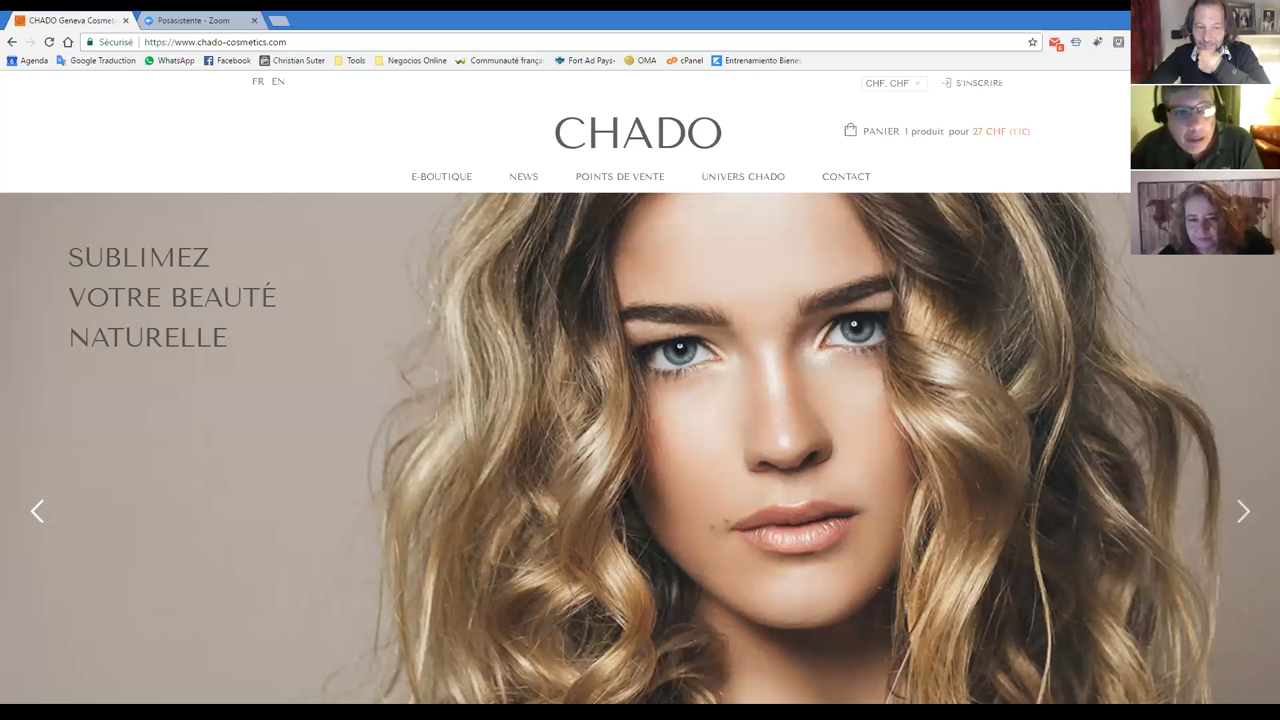 CHADO Geneva Cosmet
Posasistente - Zoom
Sécurisé
https://www.chado-cosmetics.com
Agenda
Google Traduction
WhatsApp
Facebook
Christian Suter
Tools
Negocios Online
Communauté françai
Fort Ad Pays-
OMA
cPanel
Entrenamiento Biene
FR EN
CHF, CHF
S'INSCRIRE
CHADO
PANIER 1 produit pour 27 CHF (TTC)
E-BOUTIQUE
NEWS
POINTS DE VENTE
UNIVERS CHADO
CONTACT
SUBLIMEZ
VOTRE BEAUTÉ
NATURELLE